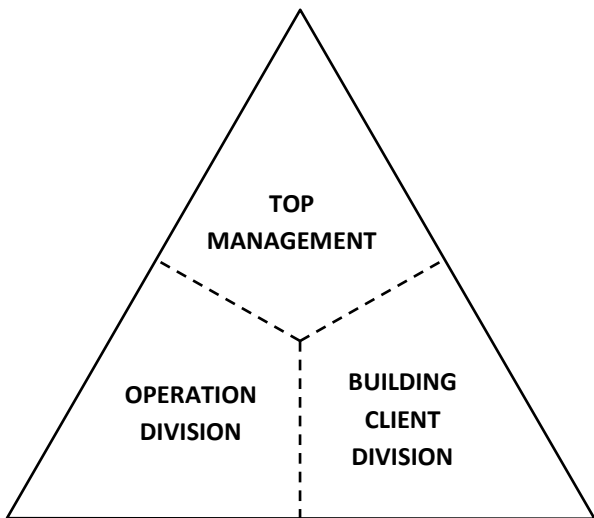 TOP
MANAGEMENT
OPERATION
DIVISION
BUILDING
CLIENT
DIVISION